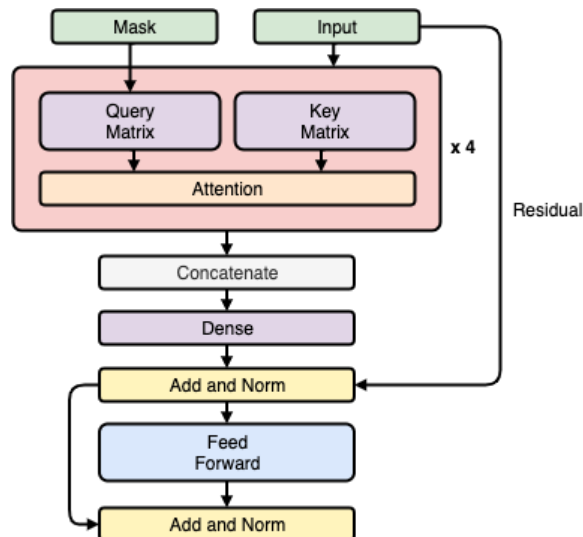 Mask
Input
Query
Matrix
Key
Matrix
x 4
Attention
Residual
Concatenate
Dense
Add and Norm
Feed
Forward
Add and Norm